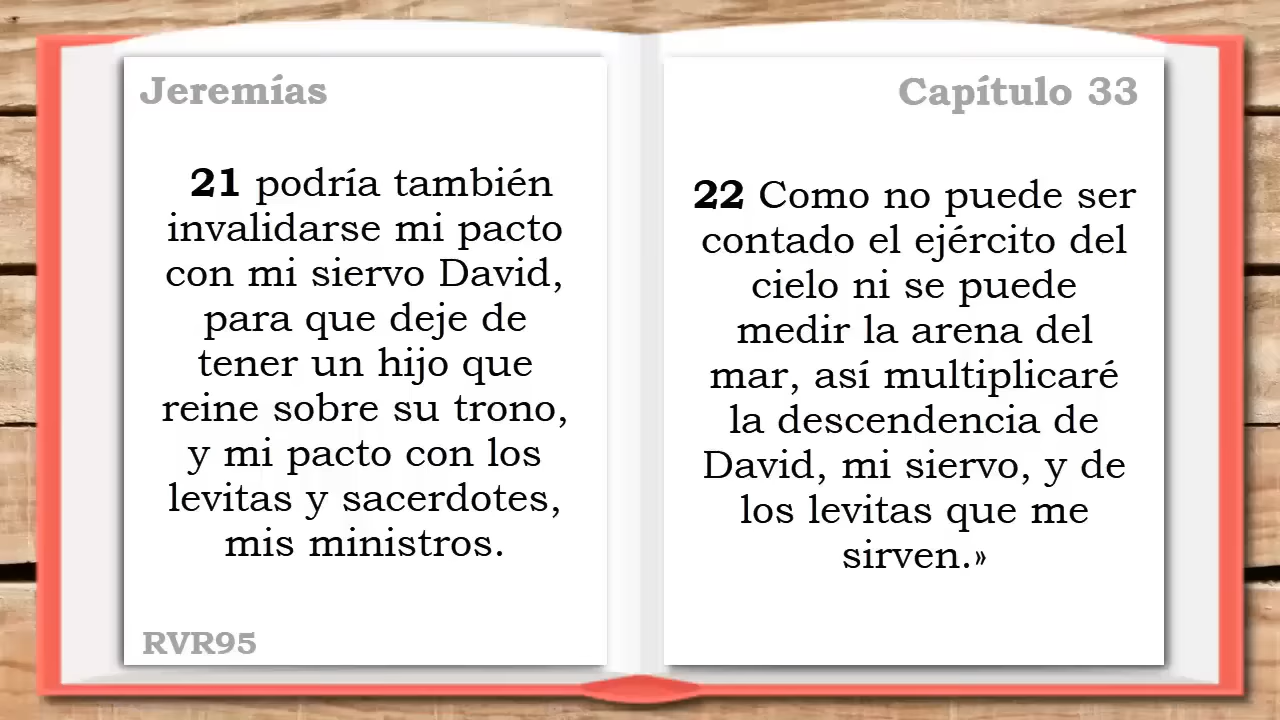 Jeremías
21 podría también
invalidarse mi pacto
con mi siervo David,
para que deje de
tener un hijo que
reine sobre su trono,
y mi pacto con los
levitas y sacerdotes,
mis ministros.
RVR95
Capítulo 33
22 Como no puede ser
contado el ejército del
cielo ni se puede
medir la arena del
mar, así multiplicaré
la descendencia de
David, mi siervo, y de
los levitas que me
sirven.»